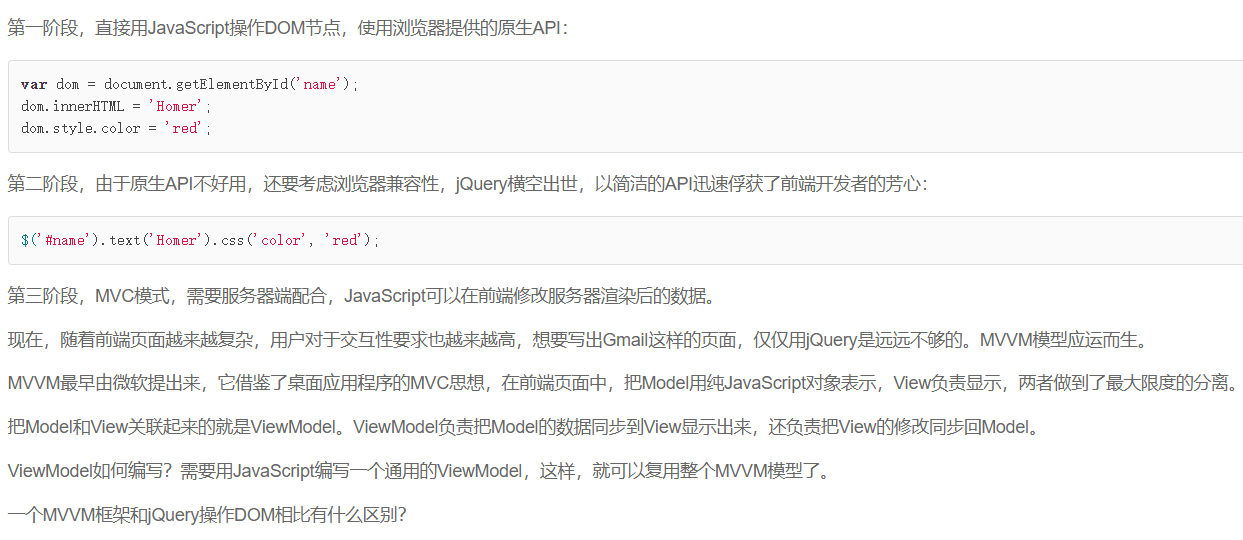 第一阶段，直接用JavaScript操作DOM节点，使用浏览器提供的原生API：
var dom = document.getElementById('name');
dom.innerHTML = 'Homer';
dom.style.color = 'red';
第二阶段，由于原生API不好用，还要考虑浏览器兼容性，jQuery横空出世，以简洁的API迅速俘获了前端开发者的芳心：
$('#name').text('Homer').css('color', 'red');
第三阶段，MVC模式，需要服务器端配合，JavaScript可以在前端修改服务器渲染后的数据。
现在，随着前端页面越来越复杂，用户对于交互性要求也越来越高，想要写出Gmail这样的页面，仅仅用jQuery是远远不够的。MVVM模型应运而生。
MVVM最早由微软提出来，它借鉴了桌面应用程序的MVC思想，在前端页面中，把Model用纯JavaScript对象表示，View负责显示，两者做到了最大限度的分离。
把Model和View关联起来的就是ViewModel。ViewModel负责把Model的数据同步到View显示出来，还负责把View的修改同步回Model。
ViewModel如何编写？需要用JavaScript编写一个通用的ViewModel，这样，就可以复用整个MVVM模型了。
一个MVVM框架和jQuery操作DOM相比有什么区别？